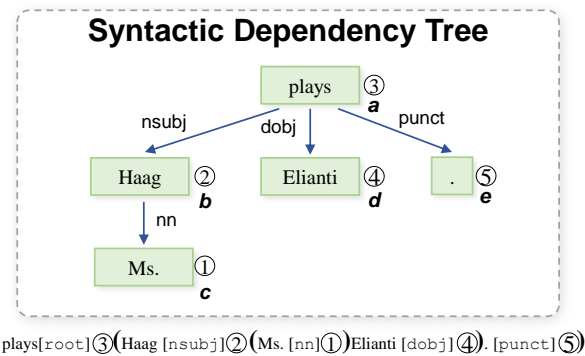 Syntactic Dependency Tree
plays ③
a
nsubj dobj punct
Haag ② Elianti ④ . ⑤
b d e
nn
Ms. ①
c
plays[root]③(Haag [nsubj]②(Ms. [nn]①)Elianti [dobj]④). [punct]⑤)